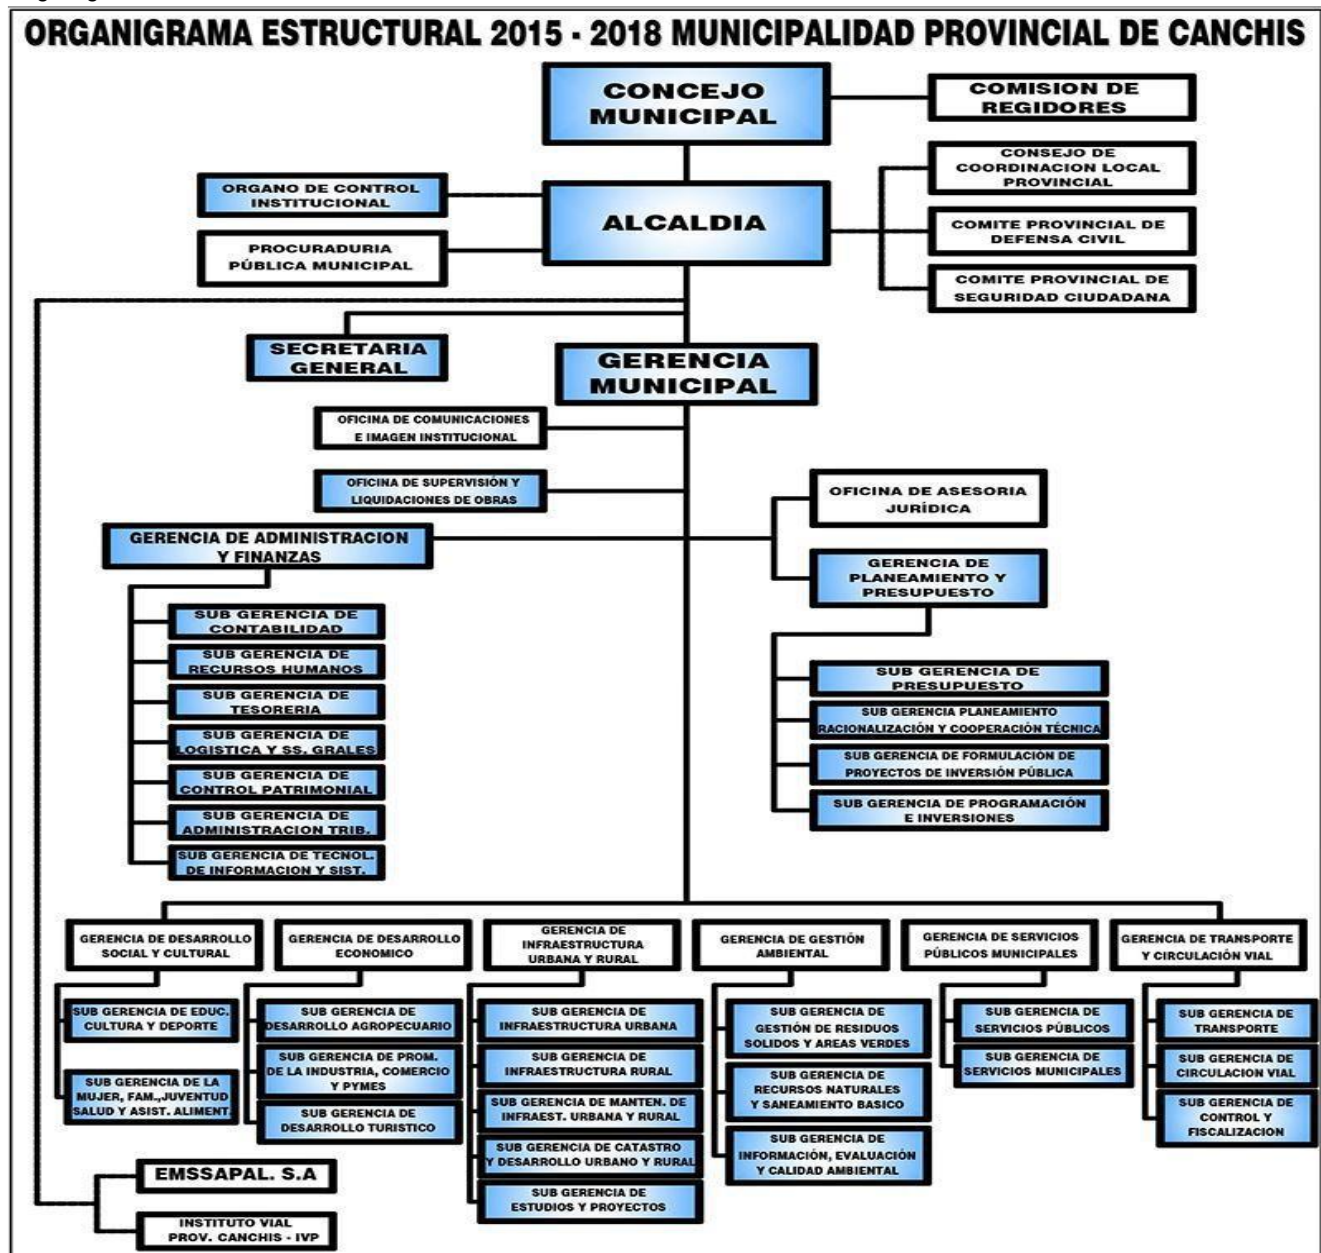 ORGANIGRAMA ESTRUCTURAL 2015 - 2018 MUNICIPALIDAD PROVINCIAL DE CANCHIS
CONCEJO
MUNICIPAL
COMISION DE
REGIDORES
CONSEJO DE
COORDINACION LOCAL
PROVINCIAL
ORGANO DE CONTROL
INSTITUCIONAL
ALCALDIA
COMITE PROVINCIAL DE
DEFENSA CIVIL
PROCURADURIA
PÚBLICA MUNICIPAL
COMITE PROVINCIAL DE
SEGURIDAD CIUDADANA
SECRETARIA
GENERAL
GERENCIA
MUNICIPAL
OFICINA DE COMUNICACIONES
E IMAGEN INSTITUCIONAL
OFICINA DE SUPERVISIÓN Y
LIQUIDACIONES DE OBRAS
OFICINA DE ASESORIA
JURÍDICA
GERENCIA DE ADMINISTRACION
Y FINANZAS
GERENCIA DE
PLANEAMIENTO Y
PRESUPUESTO
SUB GERENCIA DE
CONTABILIDAD
SUB GERENCIA DE
RECURSOS HUMANOS
SUB GERENCIA DE
TESORERIA
SUB GERENCIA DE
LOGISTICA Y SS. GRALES
SUB GERENCIA DE
CONTROL PATRIMONIAL
SUB GERENCIA DE
ADMINISTRACION TRIB.
SUB GERENCIA DE TECNOL.
DE INFORMACION Y SIST.
SUB GERENCIA DE
PRESUPUESTO
SUB GERENCIA PLANEAMIENTO
RACIONALIZACIÓN Y COOPERACIÓN TÉCNICA
SUB GERENCIA DE FORMULACIÓN DE
PROYECTOS DE INVERSIÓN PÚBLICA
SUB GERENCIA DE PROGRAMACIÓN
E INVERSIONES
GERENCIA DE DESARROLLO
SOCIAL Y CULTURAL
SUB GERENCIA DE EDUC.
CULTURA Y DEPORTE
SUB GERENCIA DE LA
MUJER, FAM.,JUVENTUD
SALUD Y ASIST. ALIMENT.
GERENCIA DE DESARROLLO
ECONOMICO
SUB GERENCIA DE
DESARROLLO AGROPECUARIO
SUB GERENCIA DE PROM.
DE LA INDUSTRIA, COMERCIO
Y PYMES
SUB GERENCIA DE
DESARROLLO TURISTICO
GERENCIA DE
INFRAESTRUCTURA
URBANA Y RURAL
SUB GERENCIA DE
INFRAESTRUCTURA URBANA
SUB GERENCIA DE
INFRAESTRUCTURA RURAL
SUB GERENCIA DE MANTEN. DE
INFRAEST. URBANA Y RURAL
SUB GERENCIA DE CATASTRO
Y DESARROLLO URBANO Y RURAL
SUB GERENCIA DE
ESTUDIOS Y PROYECTOS
GERENCIA DE GESTIÓN
AMBIENTAL
SUB GERENCIA DE
GESTIÓN DE RESIDUOS
SOLIDOS Y AREAS VERDES
SUB GERENCIA DE
RECURSOS NATURALES
Y SANEAMIENTO BASICO
SUB GERENCIA DE
INFORMACIÓN, EVALUACIÓN
Y CALIDAD AMBIENTAL
GERENCIA DE SERVICIOS
PÚBLICOS MUNICIPALES
SUB GERENCIA DE
SERVICIOS PÚBLICOS
SUB GERENCIA DE
SERVICIOS MUNICIPALES
GERENCIA DE TRANSPORTE
Y CIRCULACIÓN VIAL
SUB GERENCIA DE
TRANSPORTE
SUB GERENCIA DE
CIRCULACION VIAL
SUB GERENCIA DE
CONTROL Y
FISCALIZACION
EMSSAPAL. S.A
INSTITUTO VIAL
PROV. CANCHIS - IVP